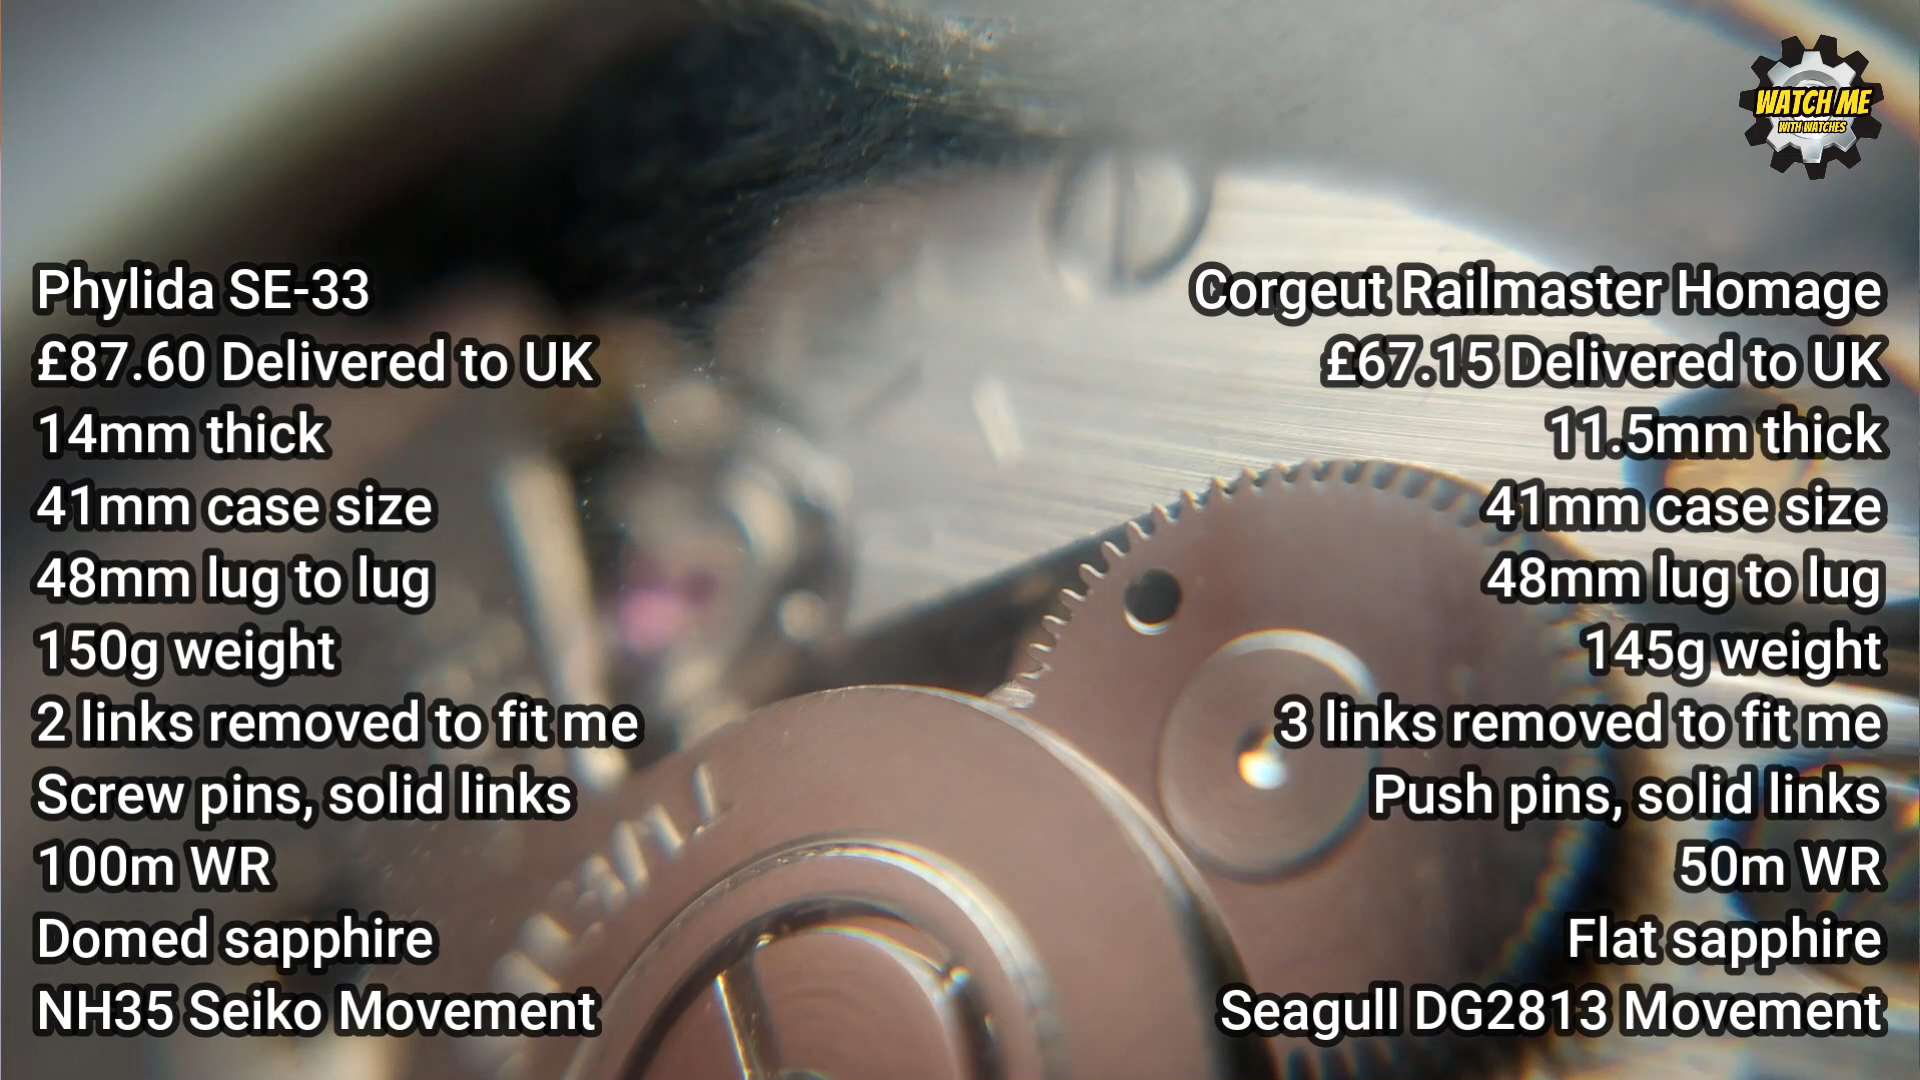 WATCH ME
WITH WATCHES
Phylida SE-33
£87.60 Delivered to UK
14mm thick
41mm case size
48mm lug to lug
150g weight
2 links removed to fit me
Screw pins, solid links
100m WR
Domed sapphire
NH35 Seiko Movement
Corgeut Railmaster Homage
£67.15 Delivered to UK
11.5mm thick
41mm case size
48mm lug to lug
145g weight
3 links removed to fit me
Push pins, solid links
50m WR
Flat sapphire
Seagull DG2813 Movement